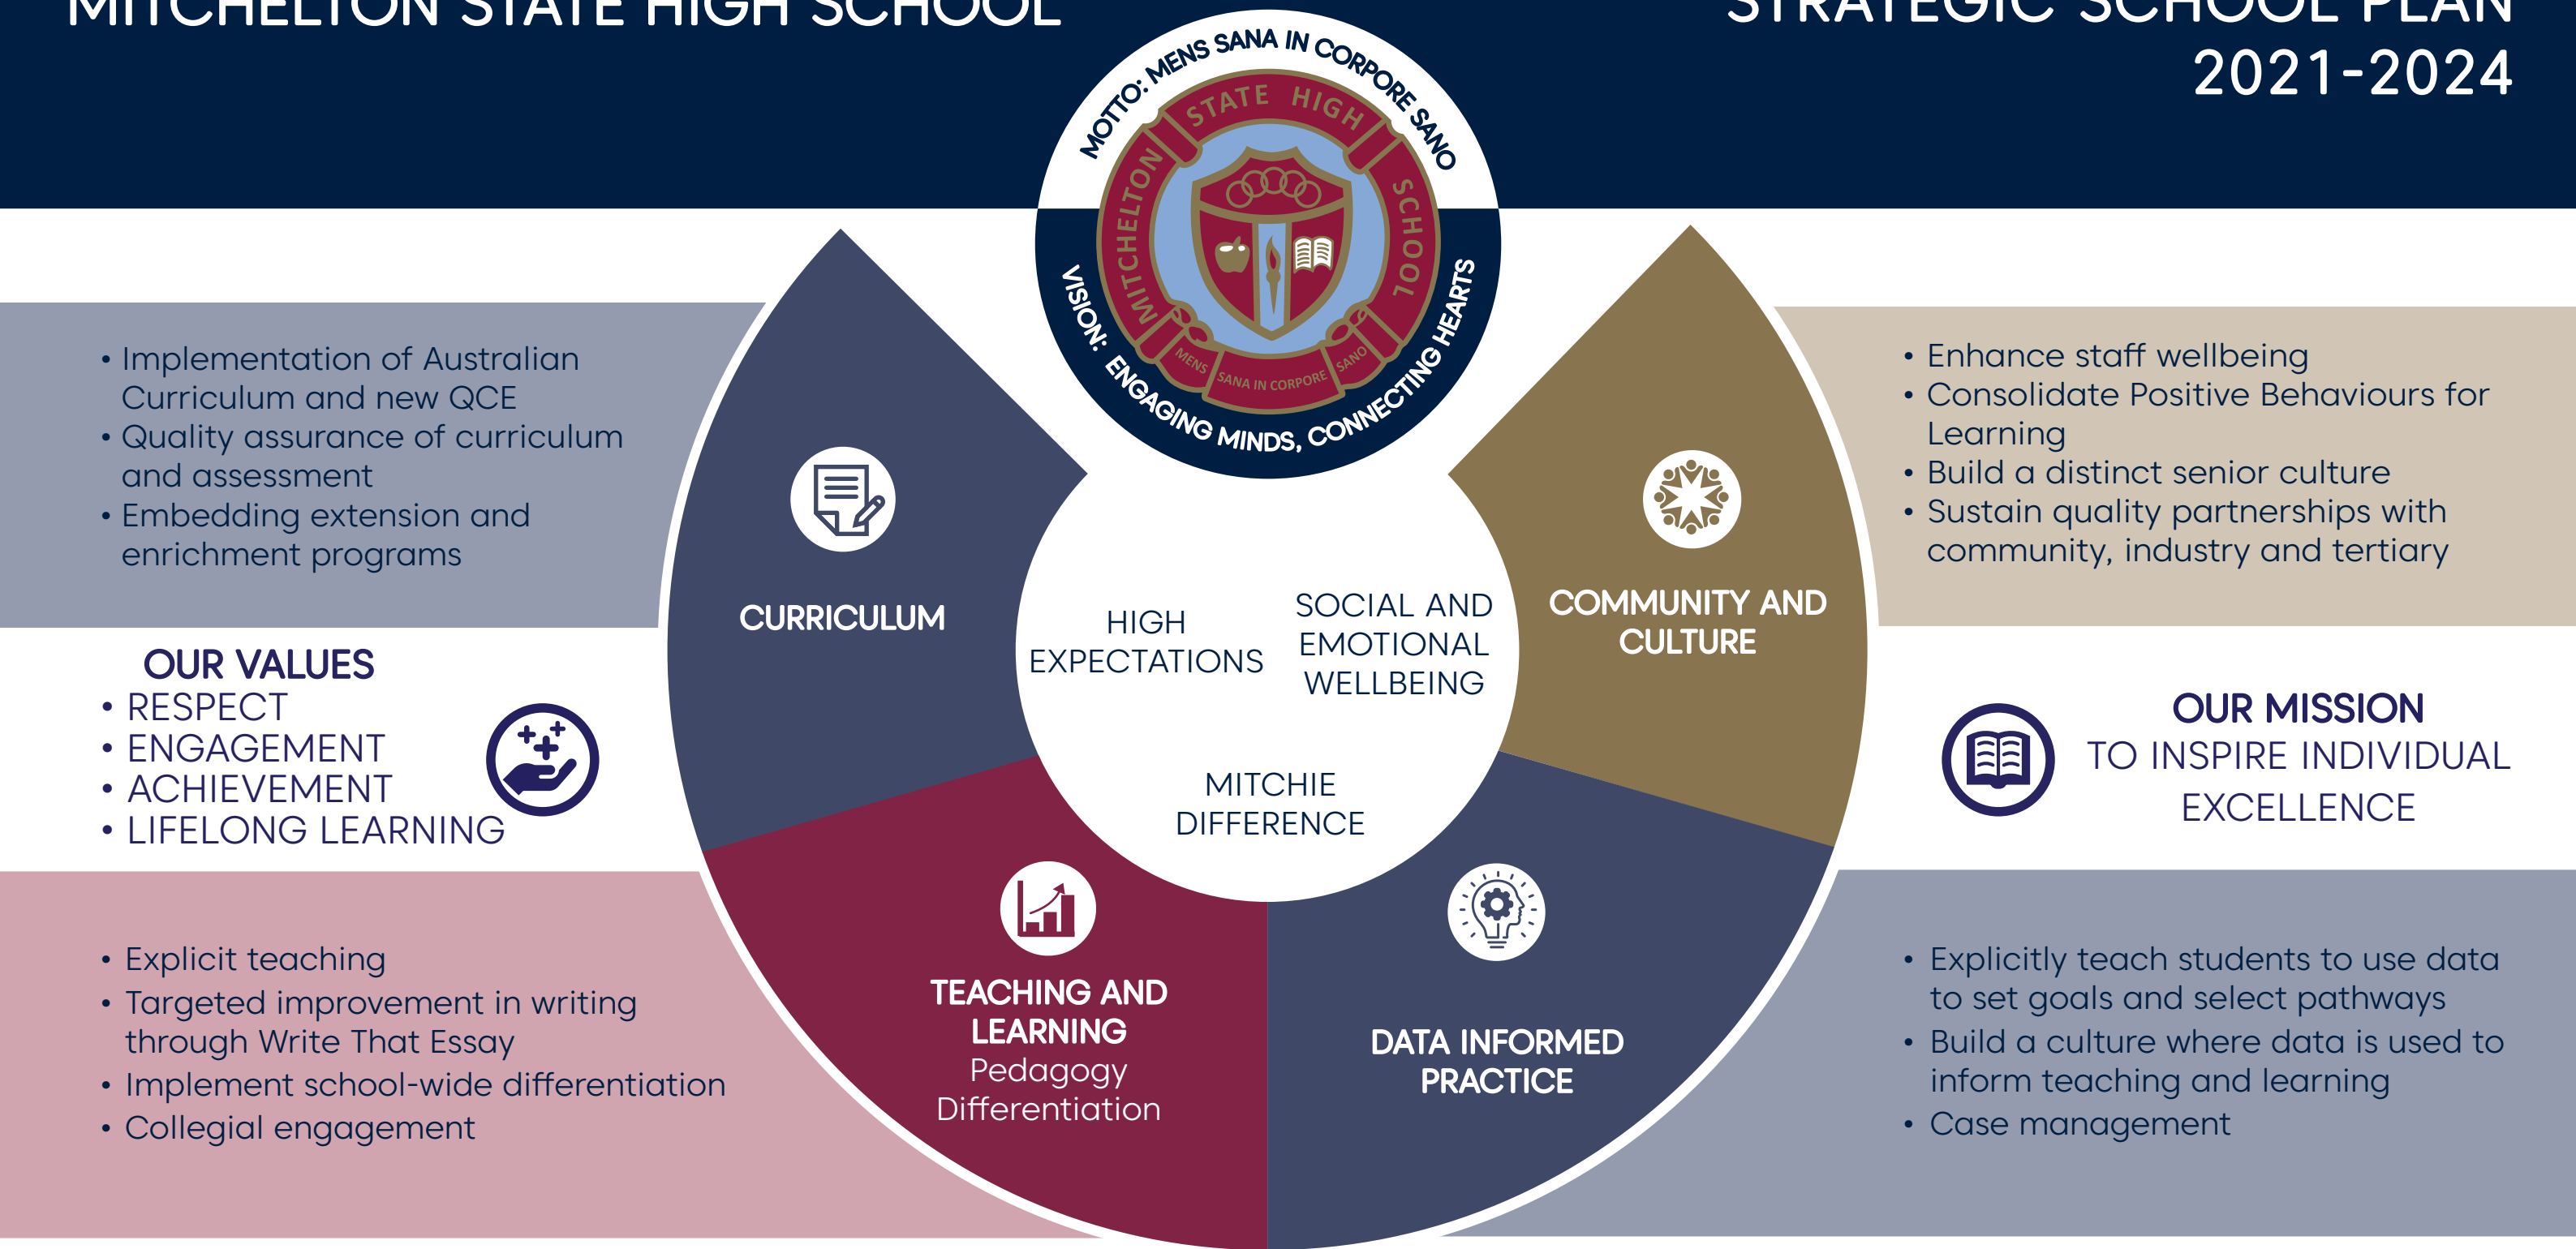 MITCHELTON STATE HIGH SCHOOL
STRATEGIC SCHOOL PLAN
2021-2024
MOTTO: MENS SANA IN CORPORE SANO
MITCHELTON STATE HIGH SCHOOL
MENS SANA IN CORPORE SANO
VISION: ENGAGING MINDS, CONNECTING HEARTS
• Implementation of Australian
Curriculum and new QCE
• Quality assurance of curriculum
and assessment
• Embedding extension and
enrichment programs
CURRICULUM
HIGH
EXPECTATIONS
SOCIAL AND
EMOTIONAL
WELLBEING
MITCHIE
DIFFERENCE
COMMUNITY AND
CULTURE
• Enhance staff wellbeing
• Consolidate Positive Behaviours for
Learning
• Build a distinct senior culture
• Sustain quality partnerships with
community, industry and tertiary
OUR VALUES
• RESPECT
• ENGAGEMENT
• ACHIEVEMENT
• LIFELONG LEARNING
OUR MISSION
TO INSPIRE INDIVIDUAL
EXCELLENCE
• Explicit teaching
• Targeted improvement in writing
through Write That Essay
• Implement school-wide differentiation
• Collegial engagement
TEACHING AND
LEARNING
Pedagogy
Differentiation
DATA INFORMED
PRACTICE
• Explicitly teach students to use data
to set goals and select pathways
• Build a culture where data is used to
inform teaching and learning
• Case management